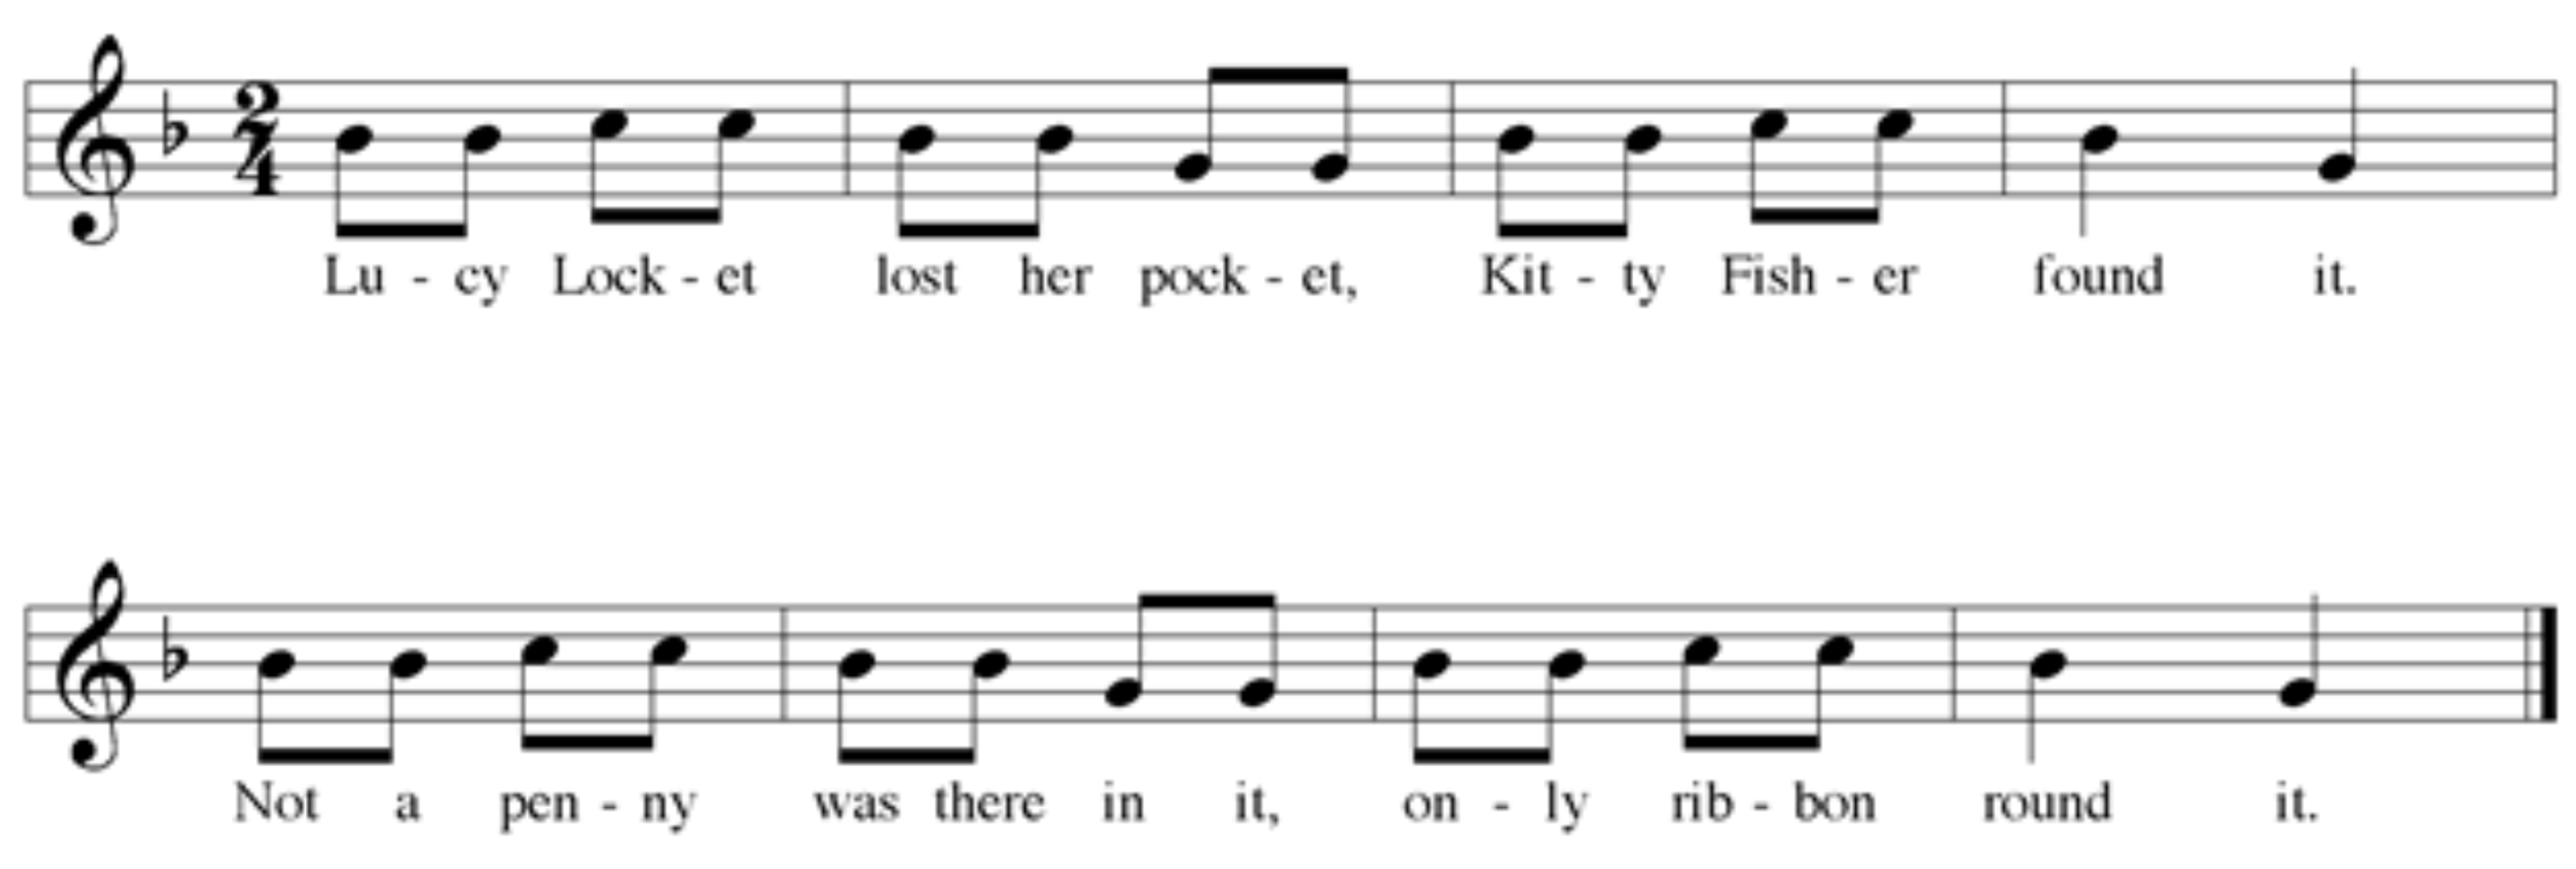 2
4
Lu - cy Lock - et lost her pock - et, Kit - ty Fish - er found it.
Not a pen - ny was there in it, on - ly rib - bon round it.